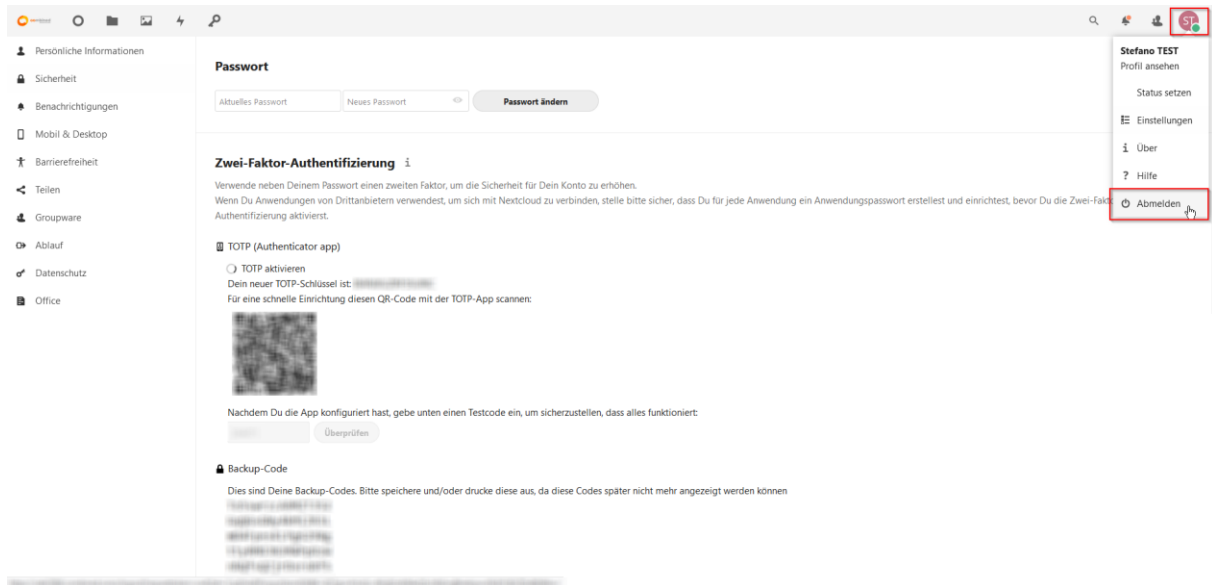 ST
Persönliche Informationen
Sicherheit
Benachrichtigungen
Mobil & Desktop
Barrierefreiheit
Teilen
Groupware
Ablauf
Datenschutz
Office
Passwort
Aktuelles Passwort
Neues Passwort
Passwort ändern
Zwei-Faktor-Authentifizierung i
Verwende neben Deinem Passwort einen zweiten Faktor, um die Sicherheit für Dein Konto zu erhöhen.
Wenn Du Anwendungen von Drittanbietern verwendest, um sich mit Nextcloud zu verbinden, stelle bitte sicher, dass Du für jede Anwendung ein Anwendungspasswort erstellest und einrichtest, bevor Du die Zwei-Fakt
Authentifizierung aktivierst.
TOTP (Authenticator app)
TOTP aktivieren
Dein neuer TOTP-Schlüssel ist:
Für eine schnelle Einrichtung diesen QR-Code mit der TOTP-App scannen:
Nachdem Du die App konfiguriert hast, gebe unten einen Testcode ein, um sicherzustellen, dass alles funktioniert:
Überprüfen
Backup-Code
Dies sind Deine Backup-Codes. Bitte speichere und/oder drucke diese aus, da diese Codes später nicht mehr angezeigt werden können
Stefano TEST
Profil ansehen
Status setzen
Einstellungen
i Über
? Hilfe
Abmelden